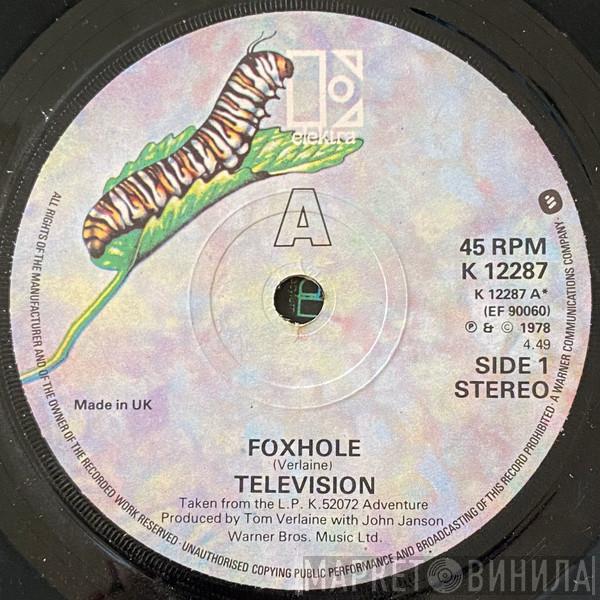 elektra
A
45 RPM
K 12287
K 12287 A*
(EF 90060)
℗ & © 1978
4.49
SIDE 1
STEREO
Made in UK
FOXHOLE
(Verlaine)
TELEVISION
Taken from the L.P. K.52072 Adventure
Produced by Tom Verlaine with John Janson
Warner Bros. Music Ltd.
ALL RIGHTS OF THE MANUFACTURER AND OF THE OWNER OF THE RECORDED WORK RESERVED · UNAUTHORISED COPYING PUBLIC PERFORMANCE AND BROADCASTING OF THIS RECORD PROHIBITED · A WARNER COMMUNICATIONS COMPANY ·
МАРКЕТ ВИНИЛА